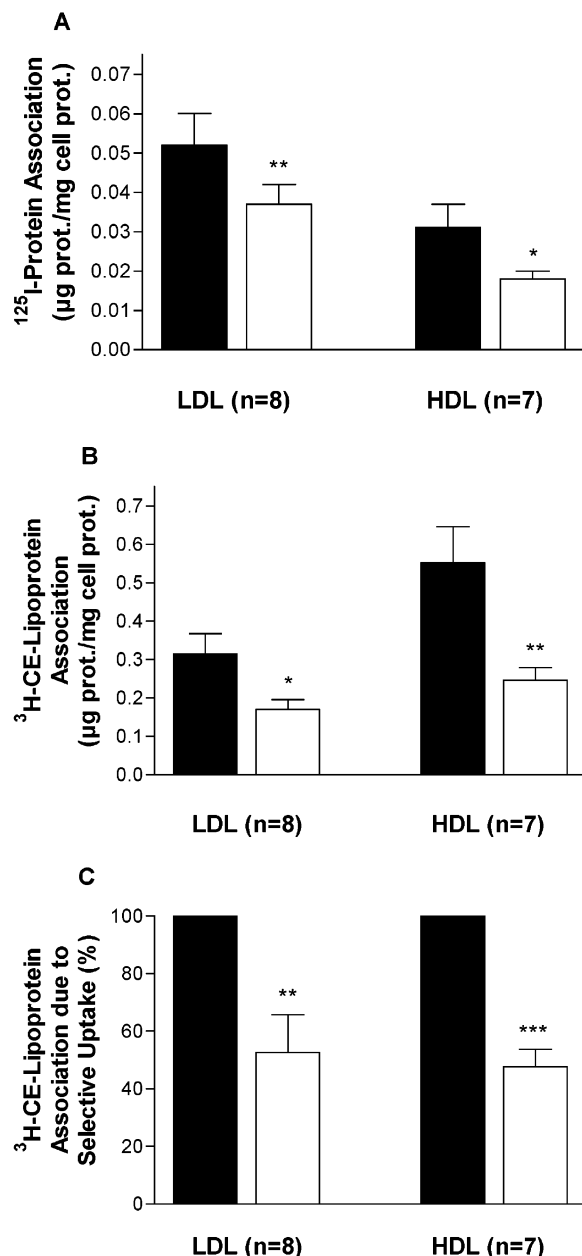 A
¹²⁵I-Protein Association
(µg prot./mg cell prot.)
0.07
0.06
0.05
0.04
0.03
0.02
0.01
0.00
**
*
LDL (n=8) HDL (n=7)
B
³H-CE-Lipoprotein
Association
(µg prot./mg cell prot.)
0.7
0.6
0.5
0.4
0.3
0.2
0.1
0.0
*
**
LDL (n=8) HDL (n=7)
C
³H-CE-Lipoprotein
Association due to
Selective Uptake (%)
100
80
60
40
20
0
**
***
LDL (n=8) HDL (n=7)